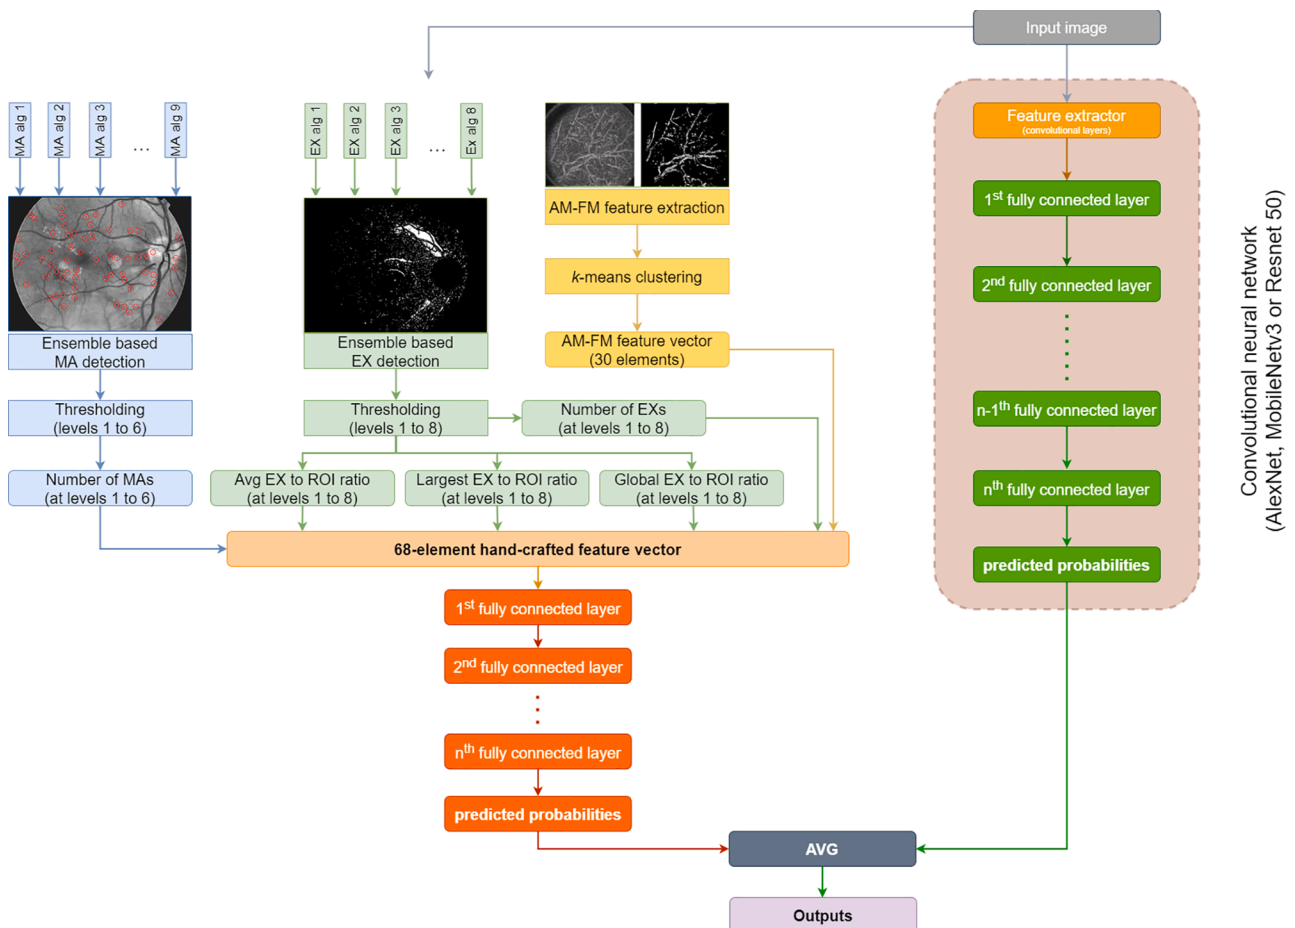 Input image
MA alg 1
MA alg 2
MA alg 3
...
MA alg 9
EX alg 1
EX alg 2
EX alg 3
...
Ex alg 8
Feature extractor
(convolutional layers)
1st fully connected layer
2nd fully connected layer
n-1th fully connected layer
nth fully connected layer
predicted probabilities
Convolutional neural network
(AlexNet, MobileNetv3 or Resnet 50)
AM-FM feature extraction
k-means clustering
AM-FM feature vector
(30 elements)
Ensemble based
MA detection
Ensemble based
EX detection
Thresholding
(levels 1 to 6)
Thresholding
(levels 1 to 8)
Number of EXs
(at levels 1 to 8)
Number of MAs
(at levels 1 to 6)
Avg EX to ROI ratio
(at levels 1 to 8)
Largest EX to ROI ratio
(at levels 1 to 8)
Global EX to ROI ratio
(at levels 1 to 8)
68-element hand-crafted feature vector
1st fully connected layer
2nd fully connected layer
nth fully connected layer
predicted probabilities
AVG
Outputs